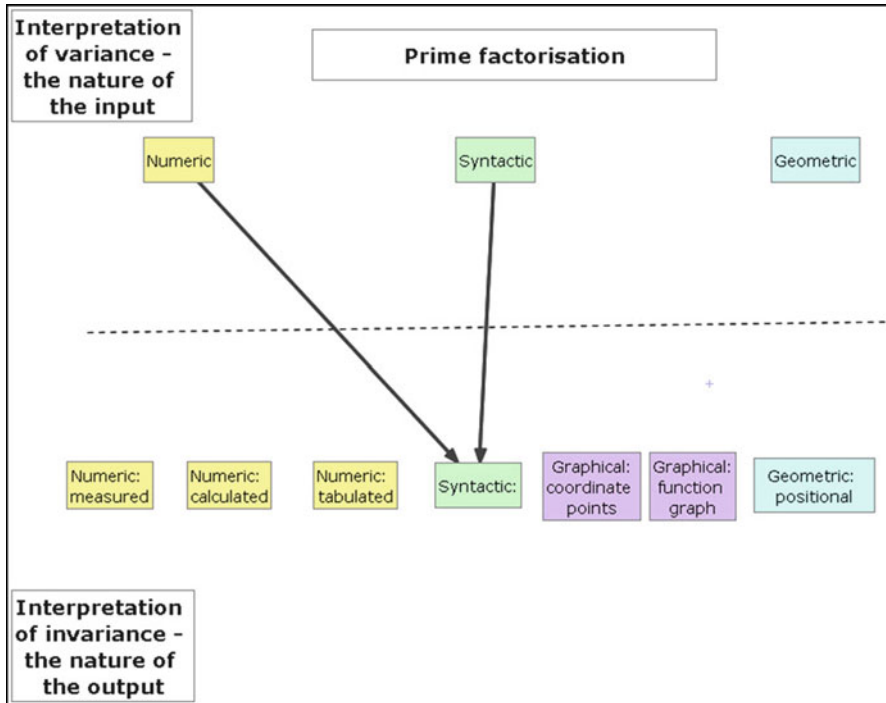 Interpretation
of variance -
the nature of
the input
Prime factorisation
Numeric
Syntactic
Geometric
Numeric:
measured
Numeric:
calculated
Numeric:
tabulated
Syntactic:
Graphical:
coordinate
points
Graphical:
function
graph
Geometric:
positional
Interpretation
of invariance -
the nature of
the output